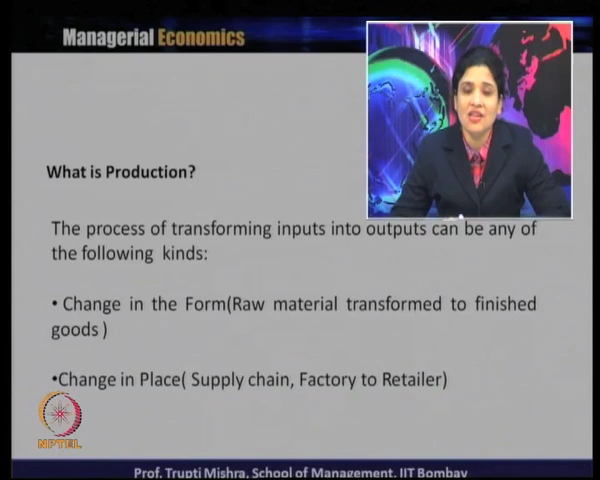 Managerial Economics
What is Production?
The process of transforming inputs into outputs can be any of
the following kinds:
• Change in the Form(Raw material transformed to finished
goods )
•Change in Place( Supply chain, Factory to Retailer)
NPTEL
Prof. Trupti Mishra, School of Management, IIT Bombay